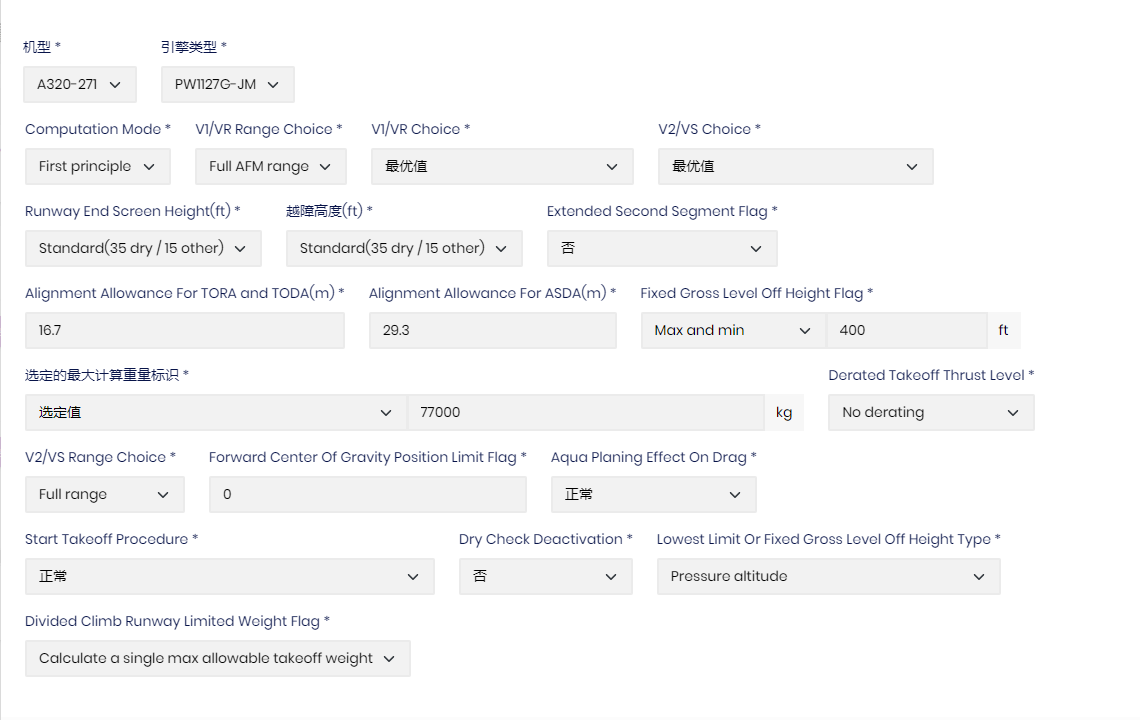 机型 * 引擎类型 *
A320-271 PW1127G-JM
Computation Mode * V1/VR Range Choice * V1/VR Choice * V2/VS Choice *
First principle Full AFM range 最优值 最优值
Runway End Screen Height(ft) * 越障高度(ft) * Extended Second Segment Flag *
Standard(35 dry / 15 other) Standard(35 dry / 15 other) 否
Alignment Allowance For TORA and TODA(m) * Alignment Allowance For ASDA(m) * Fixed Gross Level Off Height Flag *
16.7 29.3 Max and min 400 ft
选定的最大计算重量标识 * Derated Takeoff Thrust Level *
选定值 77000 kg No derating
V2/VS Range Choice * Forward Center Of Gravity Position Limit Flag * Aqua Planing Effect On Drag *
Full range 0 正常
Start Takeoff Procedure * Dry Check Deactivation * Lowest Limit Or Fixed Gross Level Off Height Type *
正常 否 Pressure altitude
Divided Climb Runway Limited Weight Flag *
Calculate a single max allowable takeoff weight